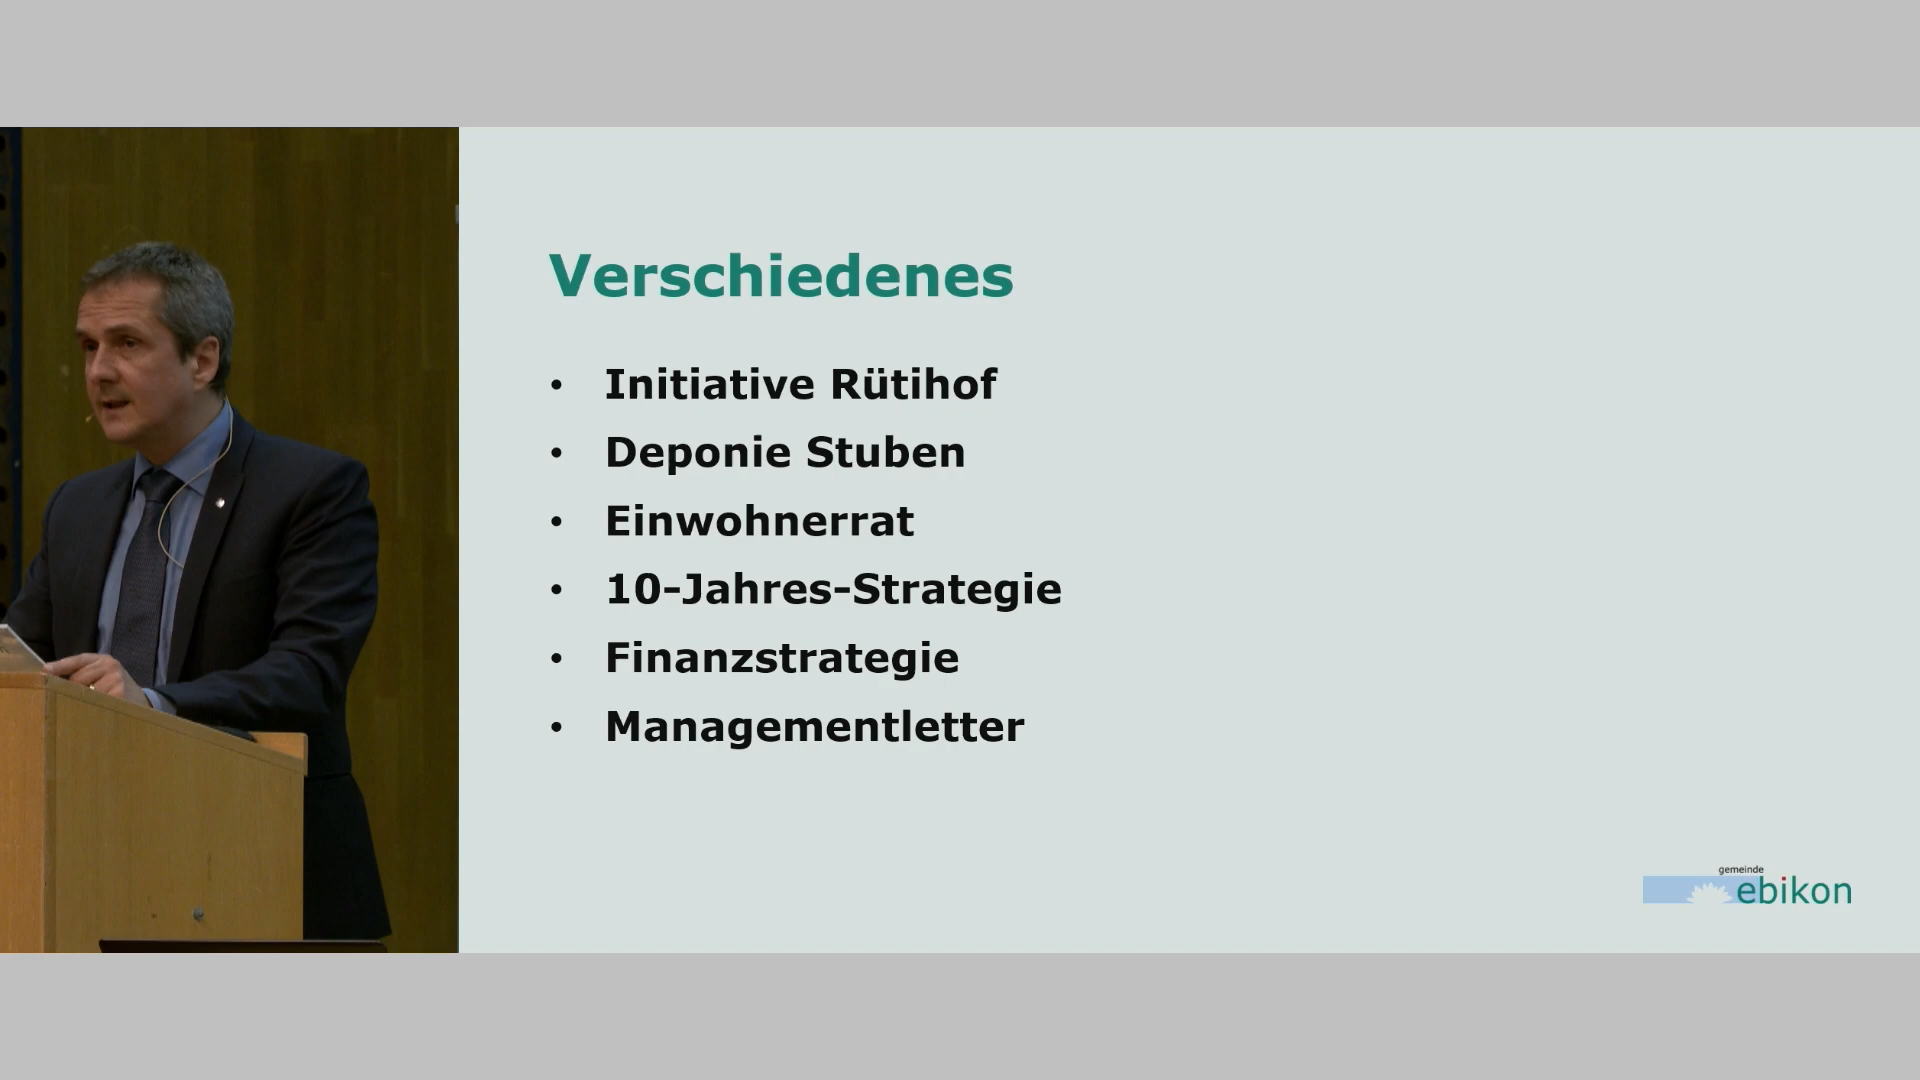 Verschiedenes
• Initiative Rütihof
• Deponie Stuben
• Einwohnerrat
• 10-Jahres-Strategie
• Finanzstrategie
• Managementletter
gemeinde
ebikon